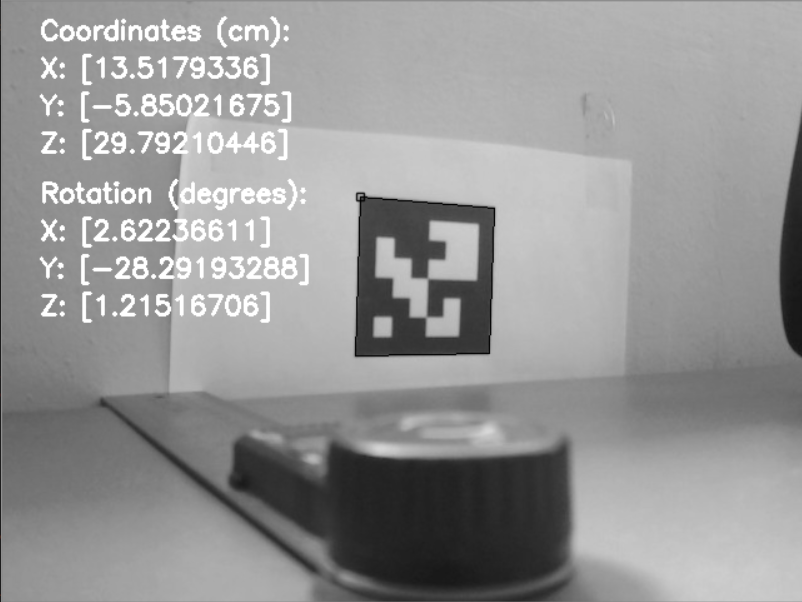 Coordinates (cm):
X: [13.5179336]
Y: [-5.85021675]
Z: [29.79210446]
Rotation (degrees):
X: [2.62236611]
Y: [-28.29193288]
Z: [1.21516706]